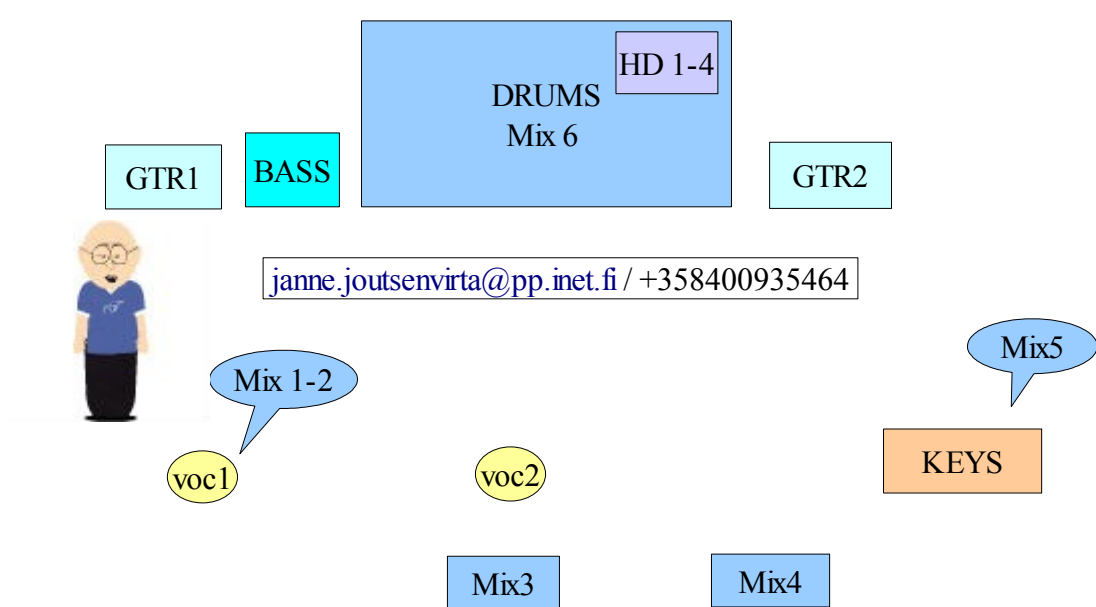 HD 1-4
DRUMS
Mix 6
GTR1
BASS
GTR2
janne.joutsenvirta@pp.inet.fi / +358400935464
Mix5
Mix 1-2
KEYS
voc1
voc2
Mix3
Mix4